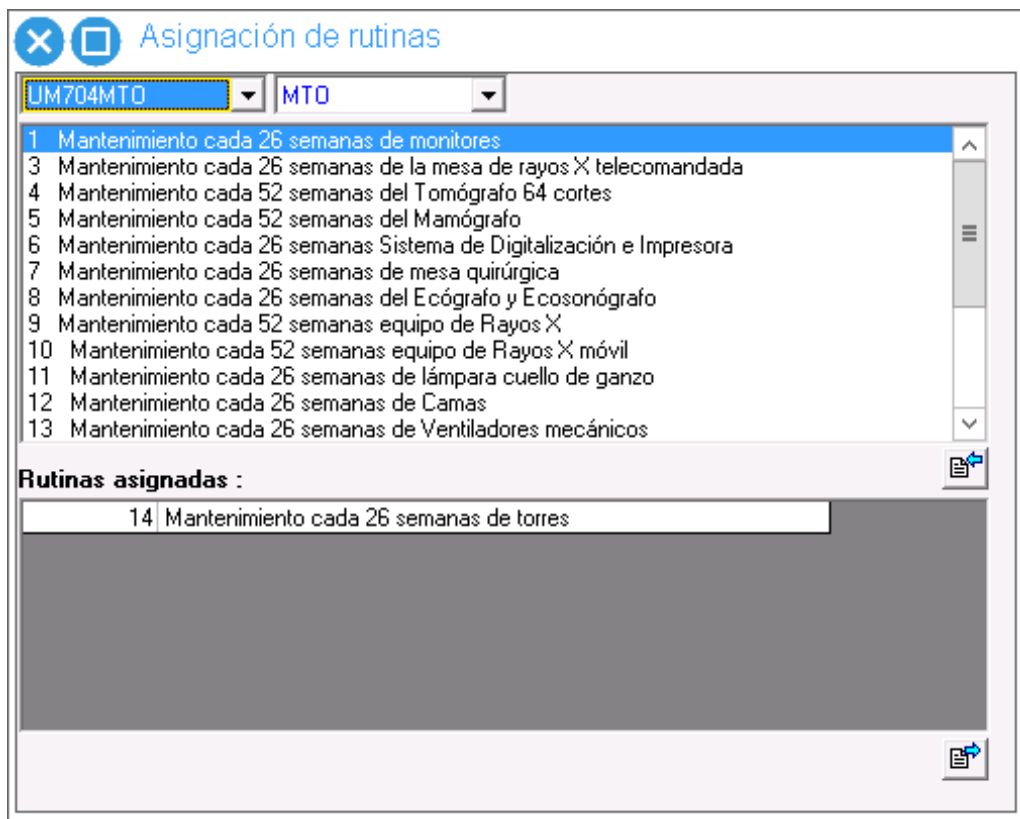 Asignación de rutinas
UM704MTO MTO
1 Mantenimiento cada 26 semanas de monitores
3 Mantenimiento cada 26 semanas de la mesa de rayos X telecomandada
4 Mantenimiento cada 52 semanas del Tomógrafo 64 cortes
5 Mantenimiento cada 52 semanas del Mamógrafo
6 Mantenimiento cada 26 semanas Sistema de Digitalización e Impresora
7 Mantenimiento cada 26 semanas de mesa quirúrgica
8 Mantenimiento cada 26 semanas del Ecógrafo y Ecosonógrafo
9 Mantenimiento cada 52 semanas equipo de Rayos X
10 Mantenimiento cada 52 semanas equipo de Rayos X móvil
11 Mantenimiento cada 26 semanas de lámpara cuello de ganzo
12 Mantenimiento cada 26 semanas de Camas
13 Mantenimiento cada 26 semanas de Ventiladores mecánicos
Rutinas asignadas :
14 Mantenimiento cada 26 semanas de torres